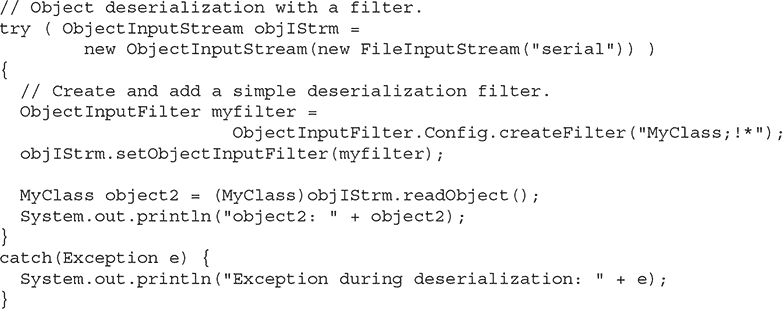 // Object deserialization with a filter.
try ( ObjectInputStream objIStrm =
        new ObjectInputStream(new FileInputStream("serial")) )
{
  // Create and add a simple deserialization filter.
  ObjectInputFilter myfilter =
                      ObjectInputFilter.Config.createFilter("MyClass;!*");
  objIStrm.setObjectInputFilter(myfilter);

  MyClass object2 = (MyClass)objIStrm.readObject();
  System.out.println("object2: " + object2);
}
catch(Exception e) {
  System.out.println("Exception during deserialization: " + e);
}